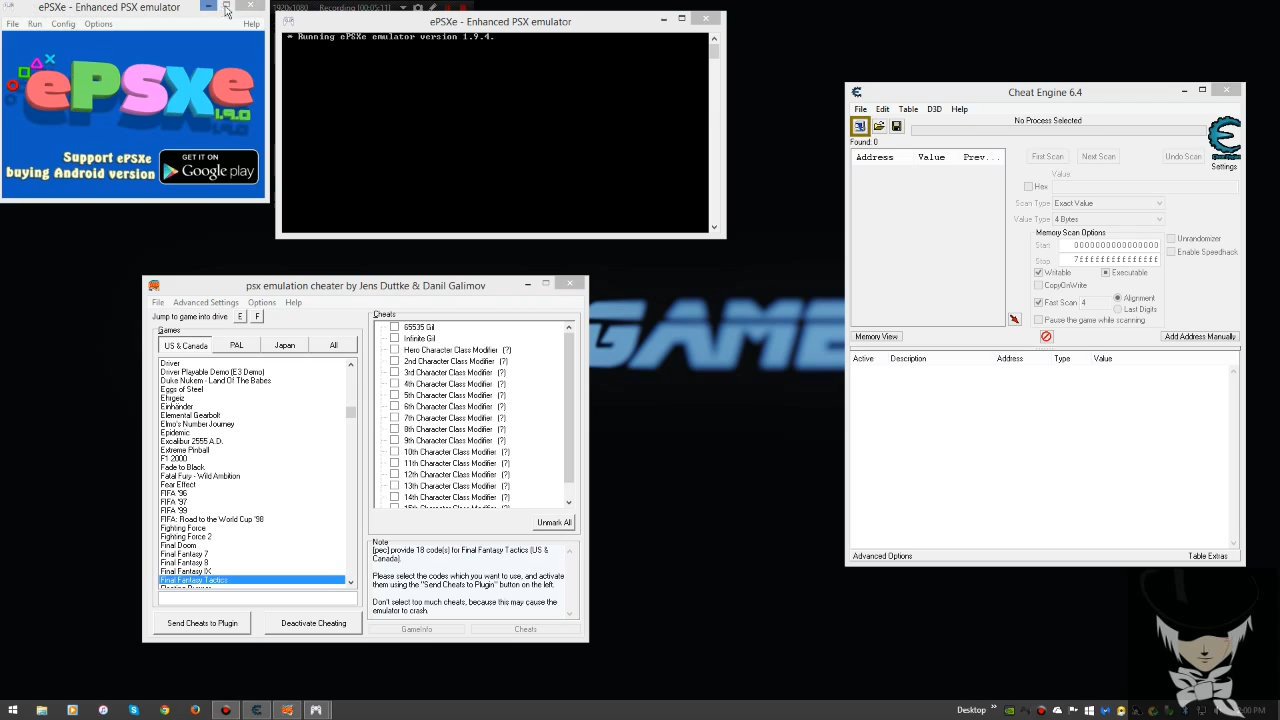 ePSXe - Enhanced PSX emulator
File Run Config Options Help
ePSXe
1.9.0
Support ePSXe
buying Android version
GET IT ON
Google play
1920x1080 Recording [00:05:11]
ePSXe - Enhanced PSX emulator
* Running ePSXe emulator version 1.9.4.
Cheat Engine 6.4
File Edit Table D3D Help
No Process Selected
Found: 0
Address Value Prev...
First Scan Next Scan Undo Scan
Settings
Value:
Hex
Scan Type Exact Value
Value Type 4 Bytes
Memory Scan Options
Start 0000000000000000
Stop 7fffffffffffffff
Unrandomizer
Enable Speedhack
Writable Executable
CopyOnWrite
Fast Scan 4 Alignment
Last Digits
Pause the game while scanning
Memory View Add Address Manually
Active Description Address Type Value
Advanced Options Table Extras
psx emulation cheater by Jens Duttke & Danil Galimov
File Advanced Settings Options Help
Jump to game into drive E F
Games
US & Canada PAL Japan All
Driver
Driver Playable Demo (E3 Demo)
Duke Nukem - Land Of The Babes
Eggs of Steel
Ehrgeiz
Einhänder
Elemental Gearbolt
Elmo's Number Journey
Epidemic
Excalibur 2555 A.D.
Extreme Pinball
F1 2000
Fade to Black
Fatal Fury - Wild Ambition
Fear Effect
FIFA '96
FIFA '97
FIFA '99
FIFA: Road to the World Cup '98
Fighting Force
Fighting Force 2
Final Doom
Final Fantasy 7
Final Fantasy 8
Final Fantasy IX
Final Fantasy Tactics
Send Cheats to Plugin Deactivate Cheating
Cheats
65535 Gil
Infinite Gil
Hero Character Class Modifier (?)
2nd Character Class Modifier (?)
3rd Character Class Modifier (?)
4th Character Class Modifier (?)
5th Character Class Modifier (?)
6th Character Class Modifier (?)
7th Character Class Modifier (?)
8th Character Class Modifier (?)
9th Character Class Modifier (?)
10th Character Class Modifier (?)
11th Character Class Modifier (?)
12th Character Class Modifier (?)
13th Character Class Modifier (?)
14th Character Class Modifier (?)
Unmark All
Note
[pec] provide 18 code(s) for Final Fantasy Tactics (US &
Canada).
Please select the codes which you want to use, and activate
them using the "Send Cheats to Plugin" button on the left.
Don't select too much cheats, because this may cause the
emulator to crash.
GameInfo Cheats
GAME
Desktop